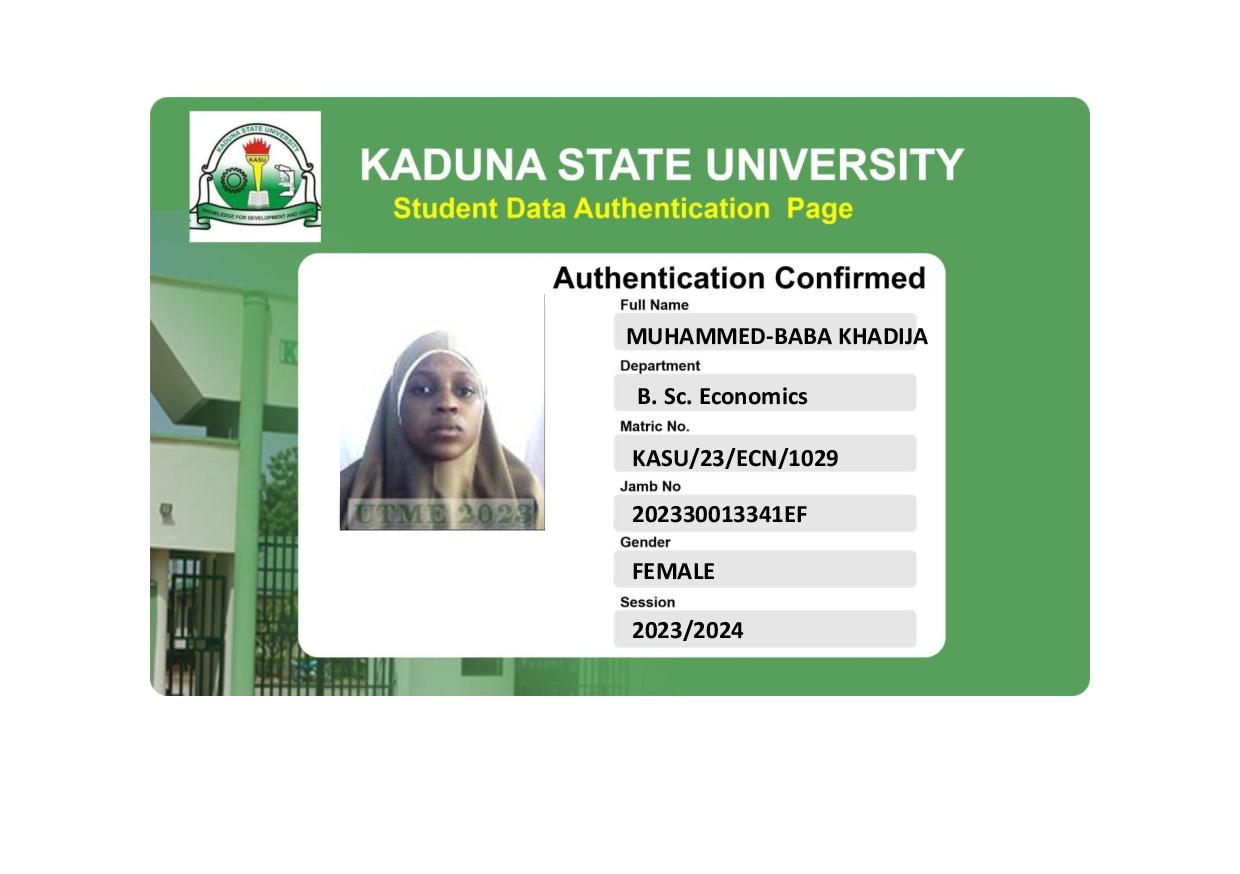 KADUNA STATE UNIVERSITY
KASU
KNOWLEDGE FOR DEVELOPMENT AND UNITY
KADUNA STATE UNIVERSITY
Student Data Authentication Page
Authentication Confirmed
Full Name
MUHAMMED-BABA KHADIJA
Department
B. Sc. Economics
Matric No.
KASU/23/ECN/1029
Jamb No
202330013341EF
Gender
FEMALE
Session
2023/2024
UTME 2023
K